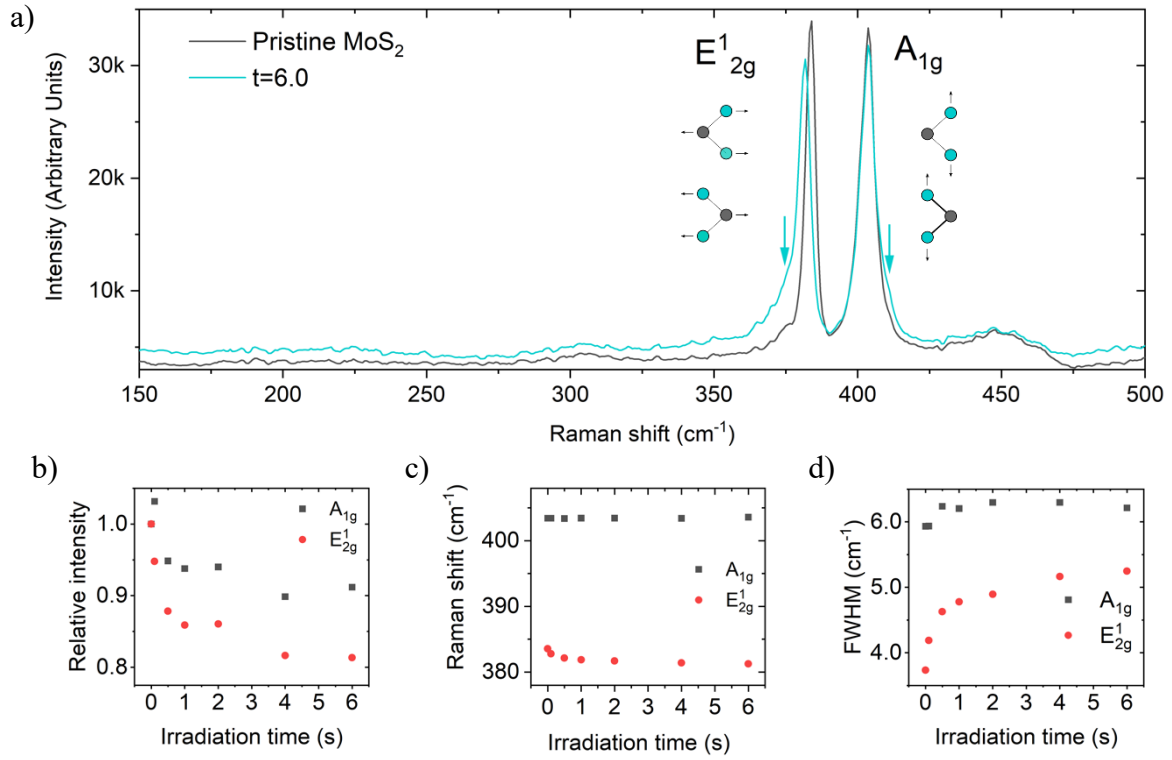 a)
Pristine MoS₂
t=6.0
E¹₂g
A₁g
Intensity (Arbitrary Units)
30k
20k
10k
150 200 250 300 350 400 450 500
Raman shift (cm⁻¹)
b)
Relative intensity
1.0
0.9
0.8
A₁g
E¹₂g
0 1 2 3 4 5 6
Irradiation time (s)
c)
Raman shift (cm⁻¹)
400
390
380
A₁g
E¹₂g
0 1 2 3 4 5 6
Irradiation time (s)
d)
FWHM (cm⁻¹)
6.0
5.0
4.0
A₁g
E¹₂g
0 1 2 3 4 5 6
Irradiation time (s)